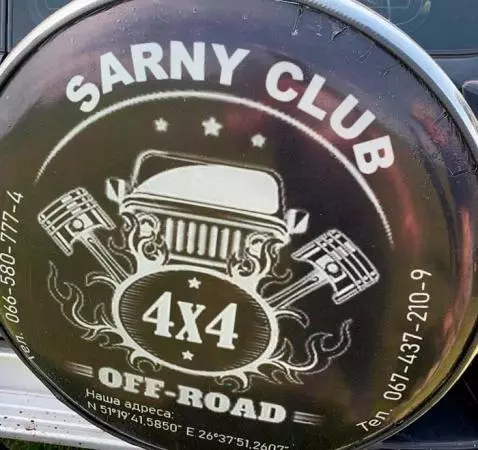 SARNY CLUB
4X4
OFF-ROAD
Наша адреса:
N 51°19'41,5850" E 26°37'51,2607"
Тел. 066-580-777-4
Тел. 067-437-210-9